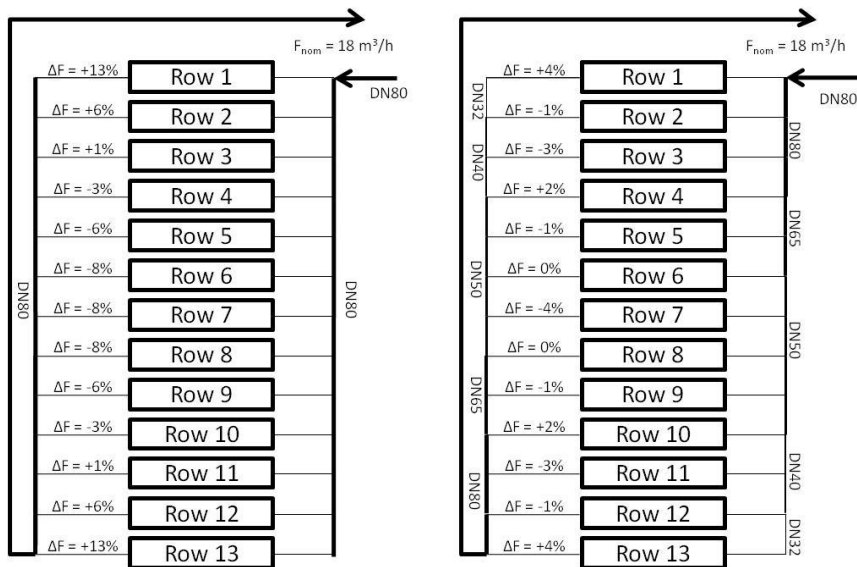 F_nom = 18 m³/h
DN80
ΔF = +13% Row 1
ΔF = +6% Row 2
ΔF = +1% Row 3
ΔF = -3% Row 4
ΔF = -6% Row 5
ΔF = -8% Row 6
ΔF = -8% Row 7
ΔF = -8% Row 8
ΔF = -6% Row 9
ΔF = -3% Row 10
ΔF = +1% Row 11
ΔF = +6% Row 12
ΔF = +13% Row 13
DN80
DN80
F_nom = 18 m³/h
DN80
ΔF = +4% Row 1
ΔF = -1% Row 2
ΔF = -3% Row 3
ΔF = +2% Row 4
ΔF = -1% Row 5
ΔF = 0% Row 6
ΔF = -4% Row 7
ΔF = 0% Row 8
ΔF = -1% Row 9
ΔF = +2% Row 10
ΔF = -3% Row 11
ΔF = -1% Row 12
ΔF = +4% Row 13
DN32
DN40
DN50
DN65
DN80
DN80
DN65
DN50
DN40
DN32